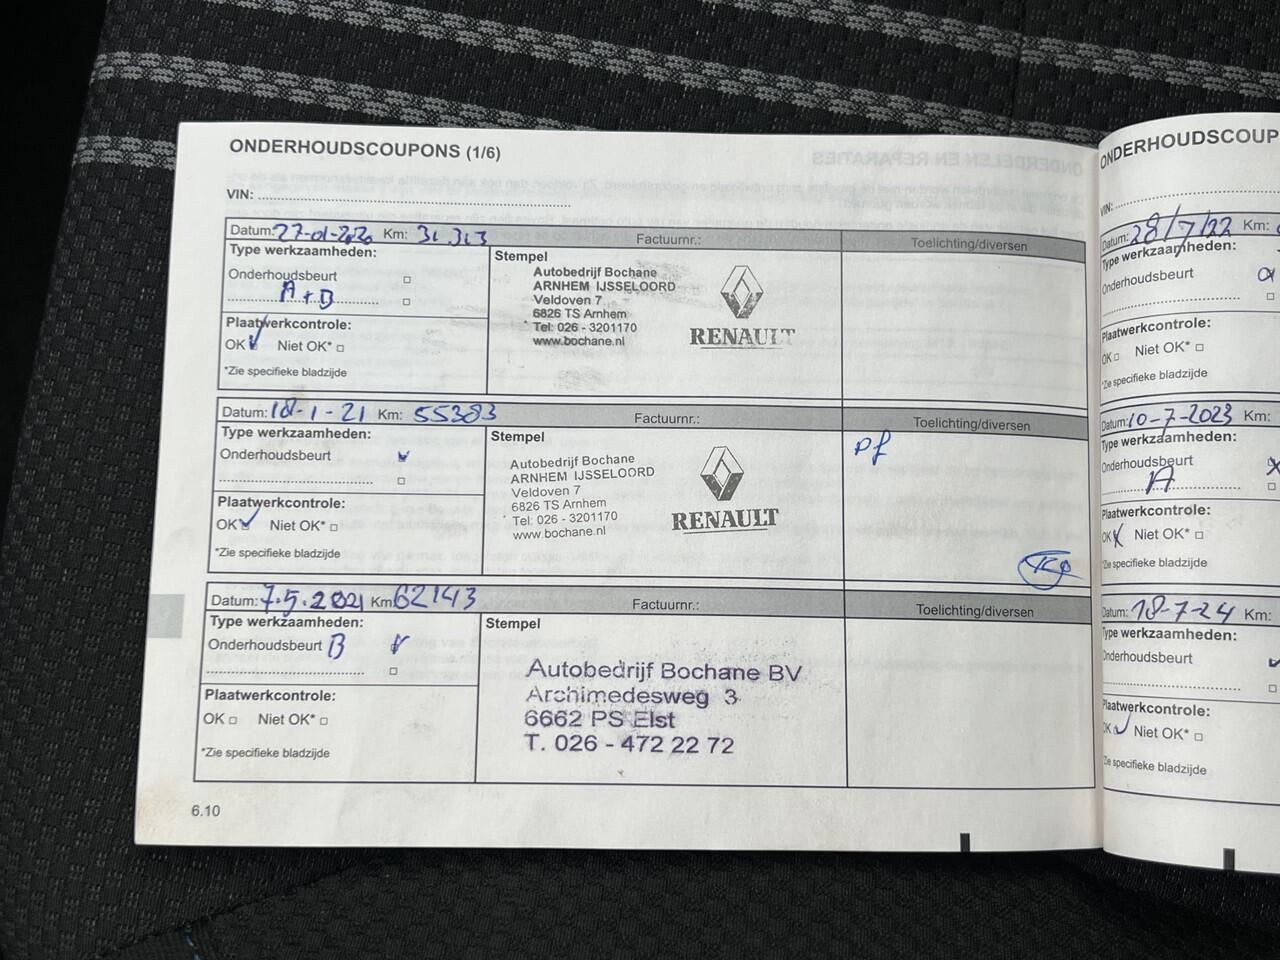 ONDERHOUDSCOUPONS (1/6)
VIN:
Datum: 27-01-2020 Km: Factuurnr.: Toelichting/diversen
Type werkzaamheden:
Onderhoudsbeurt
A+B
Plaatwerkcontrole:
OK Niet OK*
*Zie specifieke bladzijde
Stempel
Autobedrijf Bochane
ARNHEM IJSSELOORD
Veldoven 7
6826 TS Arnhem
Tel: 026 - 3201170
www.bochane.nl
RENAULT
Datum: 18-1-21 Km: 55383 Factuurnr.: Toelichting/diversen
Type werkzaamheden:
Onderhoudsbeurt
Plaatwerkcontrole:
OK Niet OK*
*Zie specifieke bladzijde
Stempel
Autobedrijf Bochane
ARNHEM IJSSELOORD
Veldoven 7
6826 TS Arnhem
Tel: 026 - 3201170
www.bochane.nl
RENAULT
Pf
Datum: 7.5.2021 Km 62143 Factuurnr.: Toelichting/diversen
Type werkzaamheden:
Onderhoudsbeurt B
Plaatwerkcontrole:
OK Niet OK*
*Zie specifieke bladzijde
Stempel
Autobedrijf Bochane BV
Archimedesweg 3
6662 PS Elst
T. 026 - 472 22 72
6.10
ONDERHOUDSCOUP
VIN:
Datum: 28/7/22 Km:
Type werkzaamheden:
Onderhoudsbeurt
Plaatwerkcontrole:
OK Niet OK*
*Zie specifieke bladzijde
Datum: 10-7-2023 Km:
Type werkzaamheden:
Onderhoudsbeurt
A
Plaatwerkcontrole:
OK Niet OK*
*Zie specifieke bladzijde
Datum: 18-7-24 Km:
Type werkzaamheden:
Onderhoudsbeurt
Plaatwerkcontrole:
OK Niet OK*
*Zie specifieke bladzijde